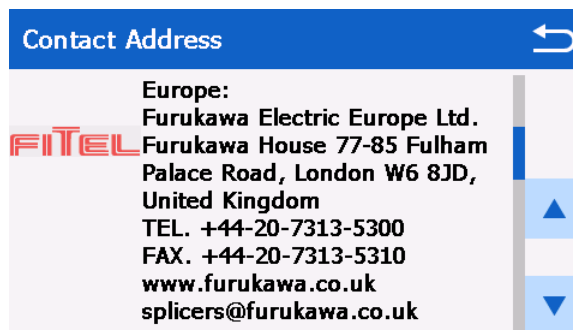 Contact Address
Europe:
Furukawa Electric Europe Ltd.
FITEL
Furukawa House 77-85 Fulham
Palace Road, London W6 8JD,
United Kingdom
TEL. +44-20-7313-5300
FAX. +44-20-7313-5310
www.furukawa.co.uk
splicers@furukawa.co.uk